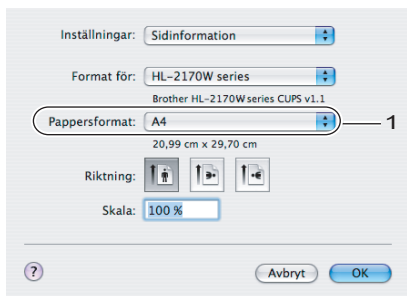 Inställningar: Sidinformation
Format för: HL-2170W series
Brother HL-2170W series CUPS v1.1
Pappersformat: A4 1
20,99 cm x 29,70 cm
Riktning:
Skala: 100 %
? Avbryt OK